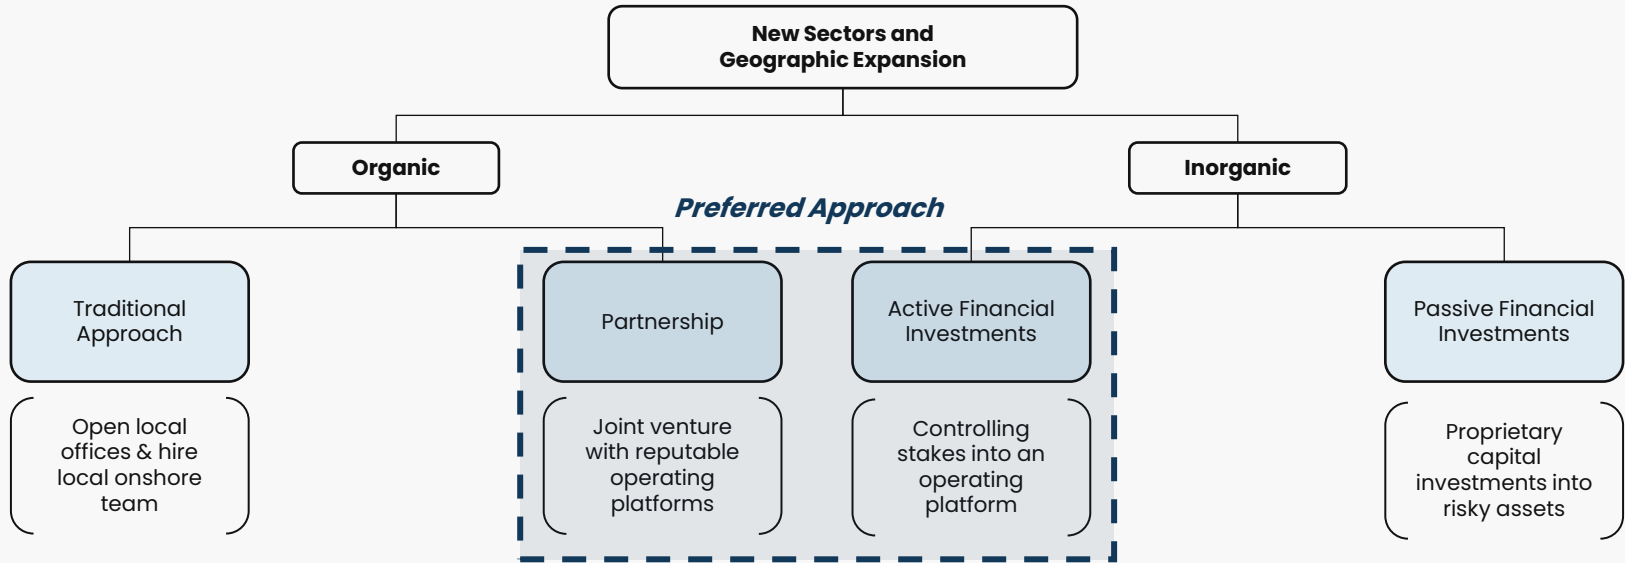 New Sectors and
Geographic Expansion
Organic
Inorganic
Preferred Approach
Traditional
Approach
Partnership
Active Financial
Investments
Passive Financial
Investments
Open local
offices & hire
local onshore
team
Joint venture
with reputable
operating
platforms
Controlling
stakes into an
operating
platform
Proprietary
capital
investments into
risky assets